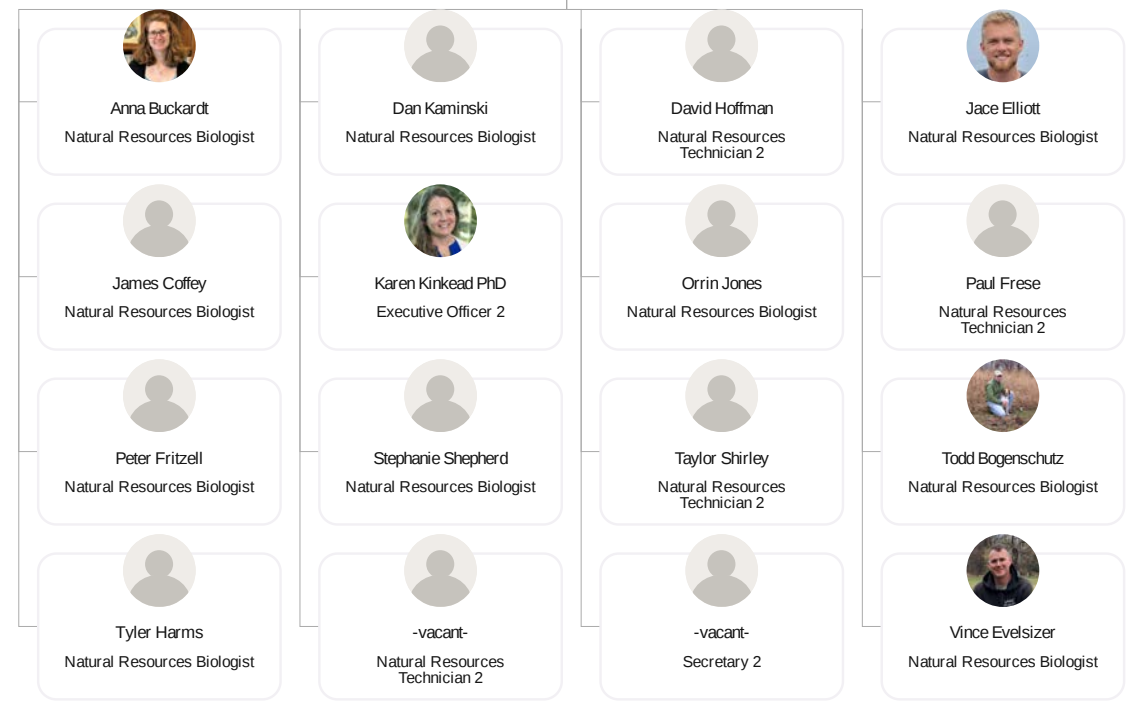 Anna Buckardt
Natural Resources Biologist
Dan Kaminski
Natural Resources Biologist
David Hoffman
Natural Resources
Technician 2
Jace Elliott
Natural Resources Biologist
James Coffey
Natural Resources Biologist
Karen Kinkead PhD
Executive Officer 2
Orrin Jones
Natural Resources Biologist
Paul Frese
Natural Resources
Technician 2
Peter Fritzell
Natural Resources Biologist
Stephanie Shepherd
Natural Resources Biologist
Taylor Shirley
Natural Resources
Technician 2
Todd Bogenschutz
Natural Resources Biologist
Tyler Harms
Natural Resources Biologist
-vacant-
Natural Resources
Technician 2
-vacant-
Secretary 2
Vince Evelsizer
Natural Resources Biologist